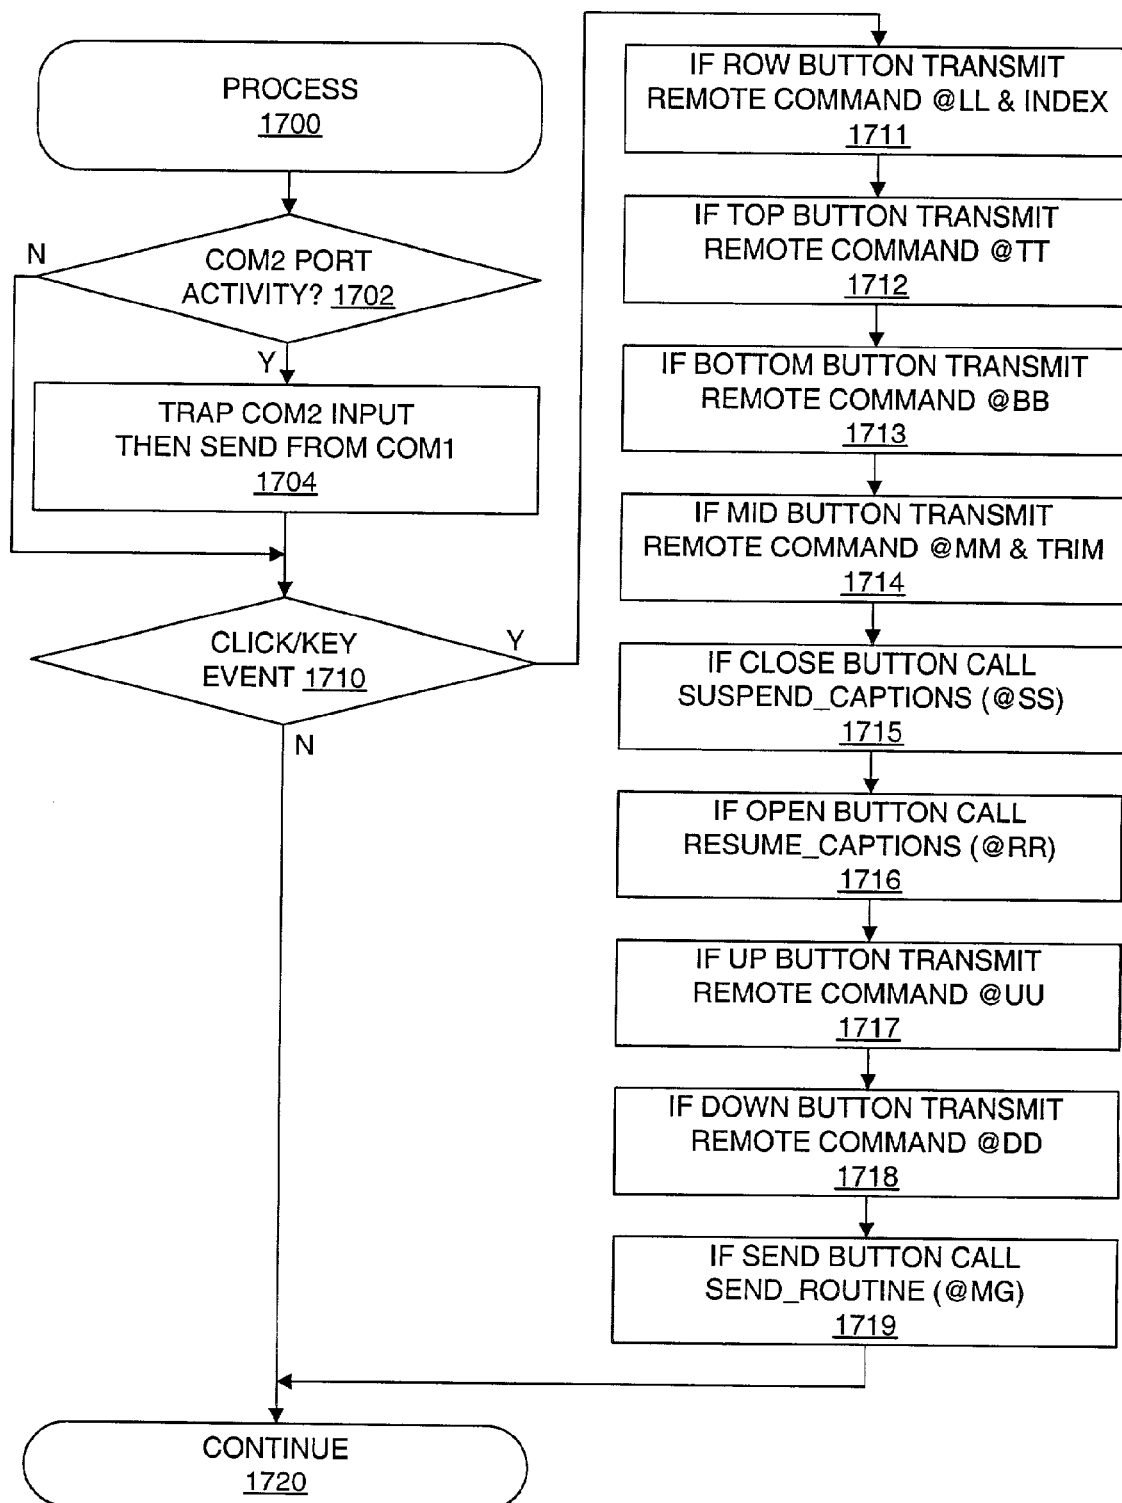 PROCESS
1700
N
COM2 PORT
ACTIVITY? 1702
Y
TRAP COM2 INPUT
THEN SEND FROM COM1
1704
CLICK/KEY
EVENT 1710
Y
N
IF ROW BUTTON TRANSMIT
REMOTE COMMAND @LL & INDEX
1711
IF TOP BUTTON TRANSMIT
REMOTE COMMAND @TT
1712
IF BOTTOM BUTTON TRANSMIT
REMOTE COMMAND @BB
1713
IF MID BUTTON TRANSMIT
REMOTE COMMAND @MM & TRIM
1714
IF CLOSE BUTTON CALL
SUSPEND_CAPTIONS (@SS)
1715
IF OPEN BUTTON CALL
RESUME_CAPTIONS (@RR)
1716
IF UP BUTTON TRANSMIT
REMOTE COMMAND @UU
1717
IF DOWN BUTTON TRANSMIT
REMOTE COMMAND @DD
1718
IF SEND BUTTON CALL
SEND_ROUTINE (@MG)
1719
CONTINUE
1720